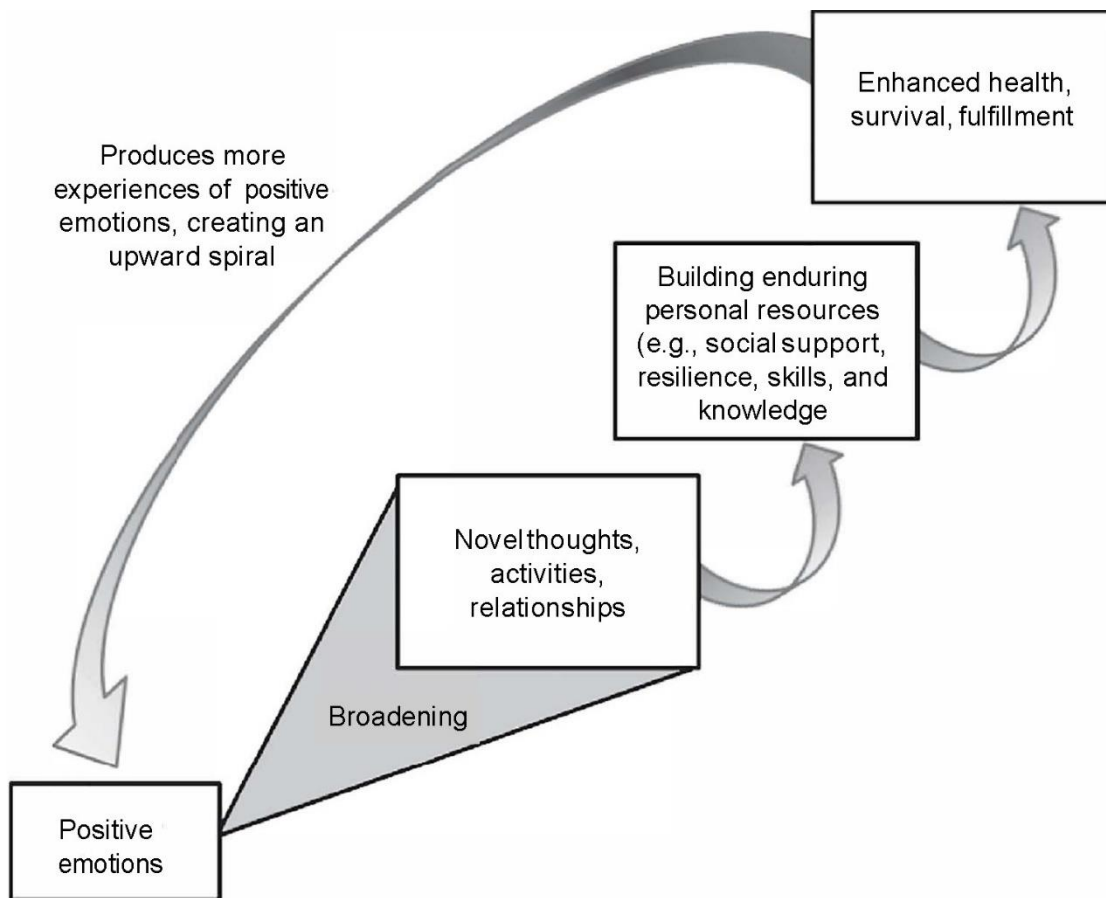 Enhanced health,
survival, fulfillment
Produces more
experiences of positive
emotions, creating an
upward spiral
Building enduring
personal resources
(e.g., social support,
resilience, skills, and
knowledge
Novel thoughts,
activities,
relationships
Broadening
Positive
emotions